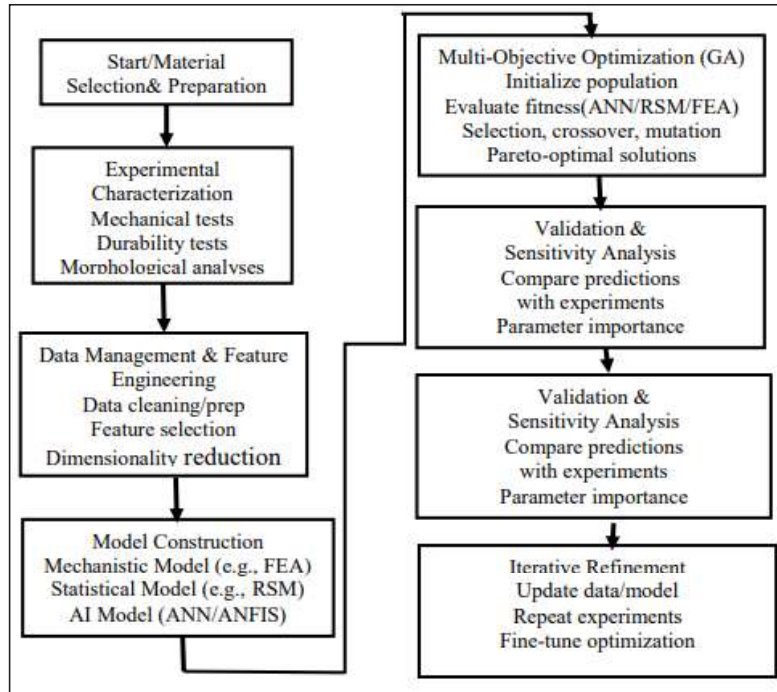 Start/Material
Selection& Preparation
Experimental
Characterization
Mechanical tests
Durability tests
Morphological analyses
Data Management & Feature
Engineering
Data cleaning/prep
Feature selection
Dimensionality reduction
Model Construction
Mechanistic Model (e.g., FEA)
Statistical Model (e.g., RSM)
AI Model (ANN/ANFIS)
Multi-Objective Optimization (GA)
Initialize population
Evaluate fitness(ANN/RSM/FEA)
Selection, crossover, mutation
Pareto-optimal solutions
Validation &
Sensitivity Analysis
Compare predictions
with experiments
Parameter importance
Validation &
Sensitivity Analysis
Compare predictions
with experiments
Parameter importance
Iterative Refinement
Update data/model
Repeat experiments
Fine-tune optimization